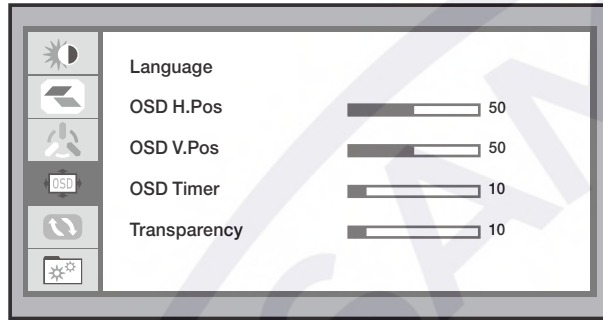 Language
OSD H.Pos 50
OSD V.Pos 50
OSD
OSD Timer 10
Transparency 10